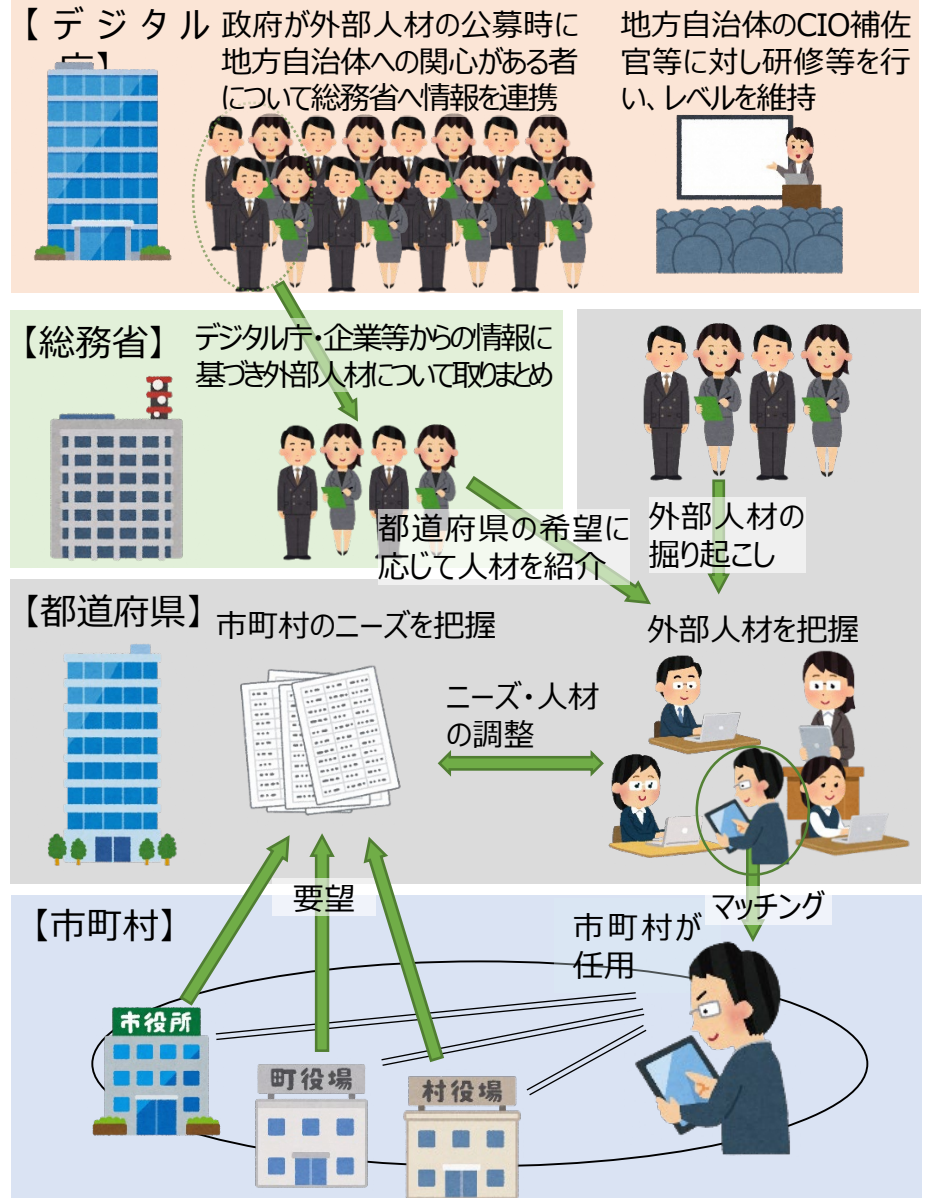 【デジタル
庁】
政府が外部人材の公募時に
地方自治体への関心がある者
について総務省へ情報を連携
地方自治体のCIO補佐
官等に対し研修等を行
い、レベルを維持
【総務省】
デジタル庁・企業等からの情報に
基づき外部人材について取りまとめ
都道府県の希望に
応じて人材を紹介
外部人材の
掘り起こし
【都道府県】
市町村のニーズを把握
外部人材を把握
ニーズ・人材
の調整
要望
マッチング
【市町村】
市町村が
任用
市役所
町役場
村役場